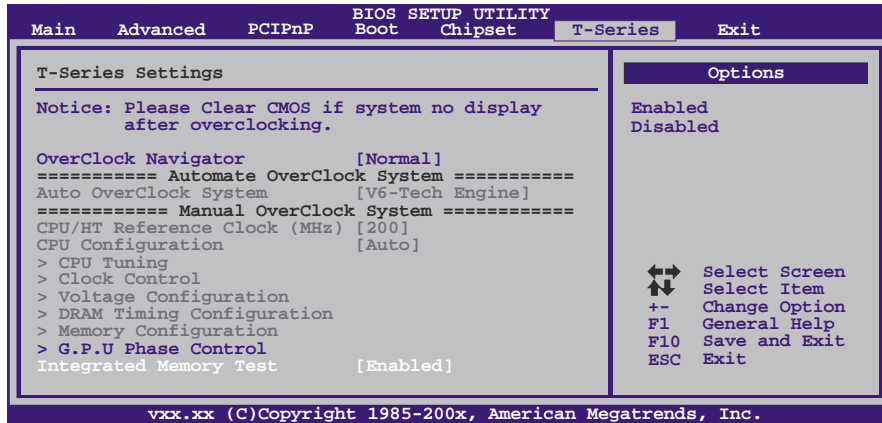 BIOS SETUP UTILITY
Main Advanced PCIPnP Boot Chipset T-Series Exit
T-Series Settings
Notice: Please Clear CMOS if system no display
after overclocking.
OverClock Navigator [Normal]
=========== Automate OverClock System ===========
Auto OverClock System [V6-Tech Engine]
============ Manual OverClock System ============
CPU/HT Reference Clock (MHz) [200]
CPU Configuration [Auto]
> CPU Tuning
> Clock Control
> Voltage Configuration
> DRAM Timing Configuration
> Memory Configuration
> G.P.U Phase Control
Integrated Memory Test [Enabled]
Options
Enabled
Disabled
Select Screen
Select Item
+- Change Option
F1 General Help
F10 Save and Exit
ESC Exit
vxx.xx (C)Copyright 1985-200x, American Megatrends, Inc.